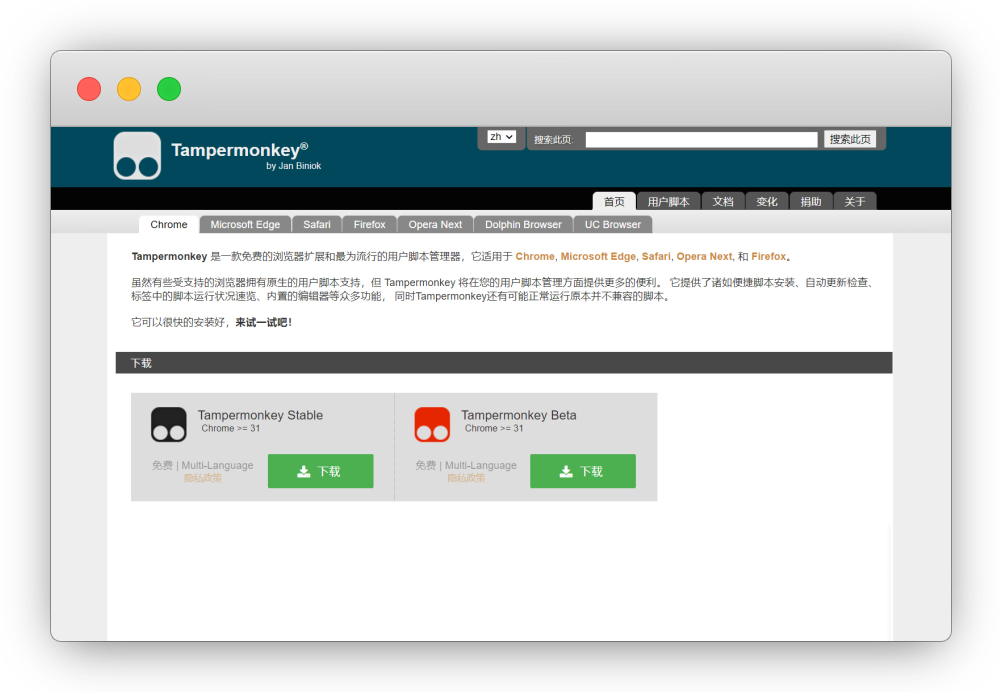 zh 搜索此页: 搜索此页
Tampermonkey®
by Jan Biniok
首页 用户脚本 文档 变化 捐助 关于
Chrome Microsoft Edge Safari Firefox Opera Next Dolphin Browser UC Browser
Tampermonkey 是一款免费的浏览器扩展和最为流行的用户脚本管理器，它适用于 Chrome, Microsoft Edge, Safari, Opera Next, 和 Firefox。
虽然有些受支持的浏览器拥有原生的用户脚本支持，但 Tampermonkey 将在您的用户脚本管理方面提供更多的便利。 它提供了诸如便捷脚本安装、自动更新检查、
标签中的脚本运行状况速览、内置的编辑器等众多功能， 同时Tampermonkey还有可能正常运行原本并不兼容的脚本。
它可以很快的安装好，来试一试吧！
下载
Tampermonkey Stable
Chrome >= 31
免费 | Multi-Language
隐私政策
下载
Tampermonkey Beta
Chrome >= 31
免费 | Multi-Language
隐私政策
下载